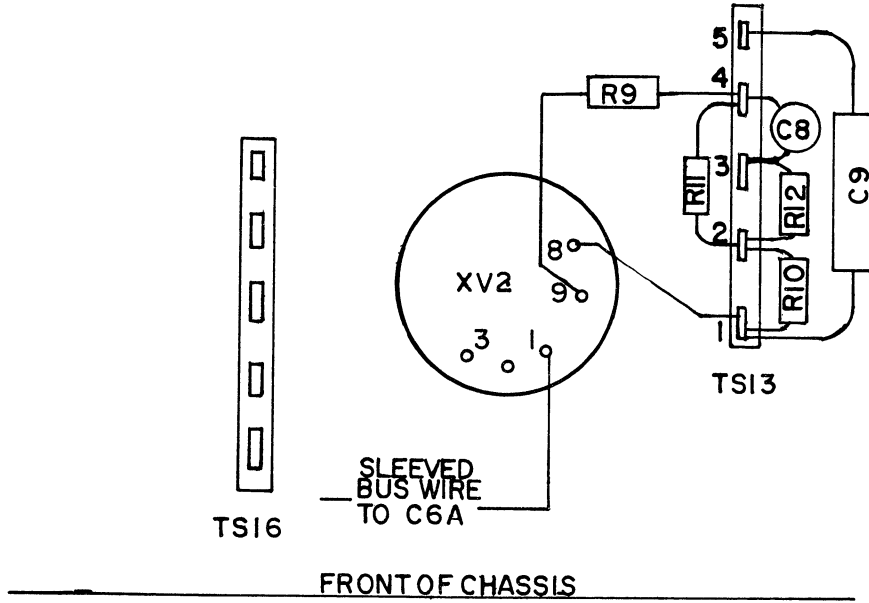 5
4
R9
C8
3
R11
R12
C9
2
8
XV2
9
R10
1
3
1
TS13
SLEEVED
BUS WIRE
TO C6A
TS16
FRONT OF CHASSIS